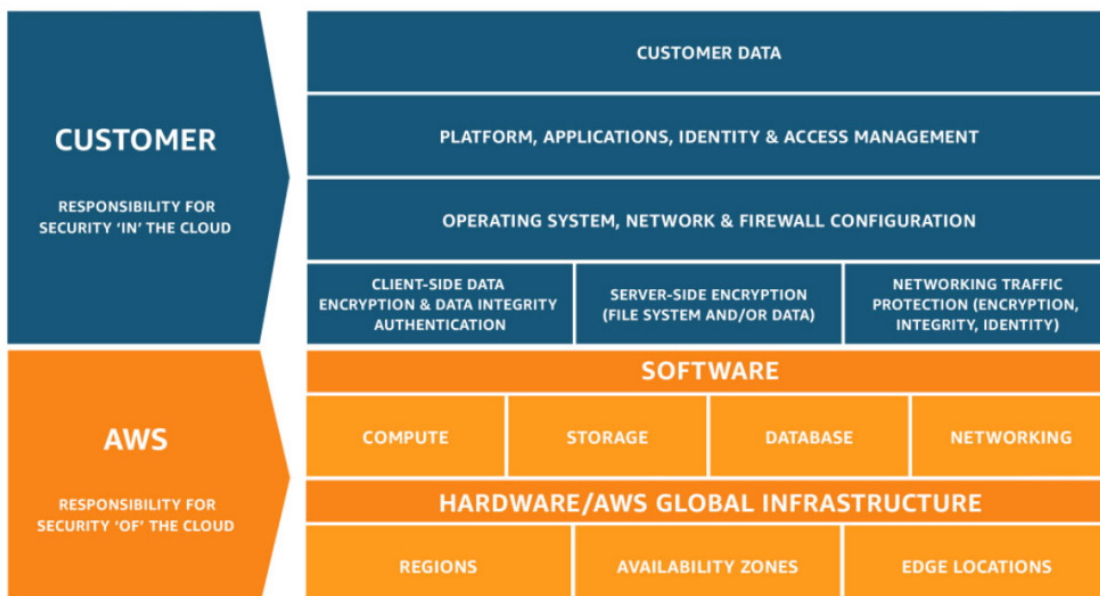 CUSTOMER
RESPONSIBILITY FOR
SECURITY ‘IN’ THE CLOUD
CUSTOMER DATA
PLATFORM, APPLICATIONS, IDENTITY & ACCESS MANAGEMENT
OPERATING SYSTEM, NETWORK & FIREWALL CONFIGURATION
CLIENT-SIDE DATA
ENCRYPTION & DATA INTEGRITY
AUTHENTICATION
SERVER-SIDE ENCRYPTION
(FILE SYSTEM AND/OR DATA)
NETWORKING TRAFFIC
PROTECTION (ENCRYPTION,
INTEGRITY, IDENTITY)
AWS
RESPONSIBILITY FOR
SECURITY ‘OF’ THE CLOUD
SOFTWARE
COMPUTE
STORAGE
DATABASE
NETWORKING
HARDWARE/AWS GLOBAL INFRASTRUCTURE
REGIONS
AVAILABILITY ZONES
EDGE LOCATIONS